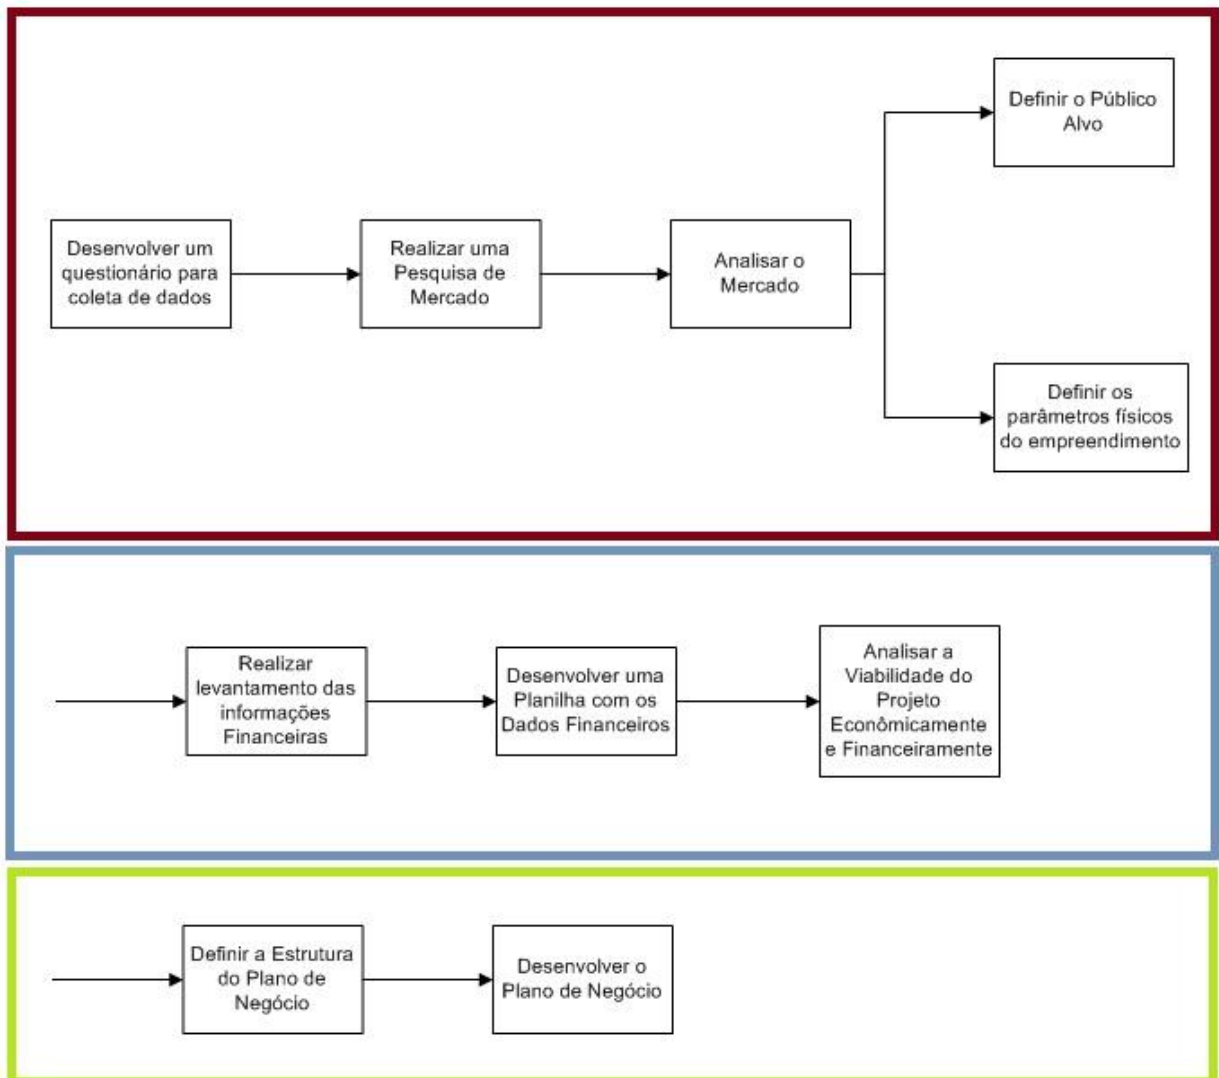 Definir o Público
Alvo
Desenvolver um
questionário para
coleta de dados
Realizar uma
Pesquisa de
Mercado
Analisar o
Mercado
Definir os
parâmetros físicos
do empreendimento
Realizar
levantamento das
informações
Financeiras
Desenvolver uma
Planilha com os
Dados Financeiros
Analisar a
Viabilidade do
Projeto
Econômicamente
e Financeiramente
Definir a Estrutura
do Plano de
Negócio
Desenvolver o
Plano de Negócio